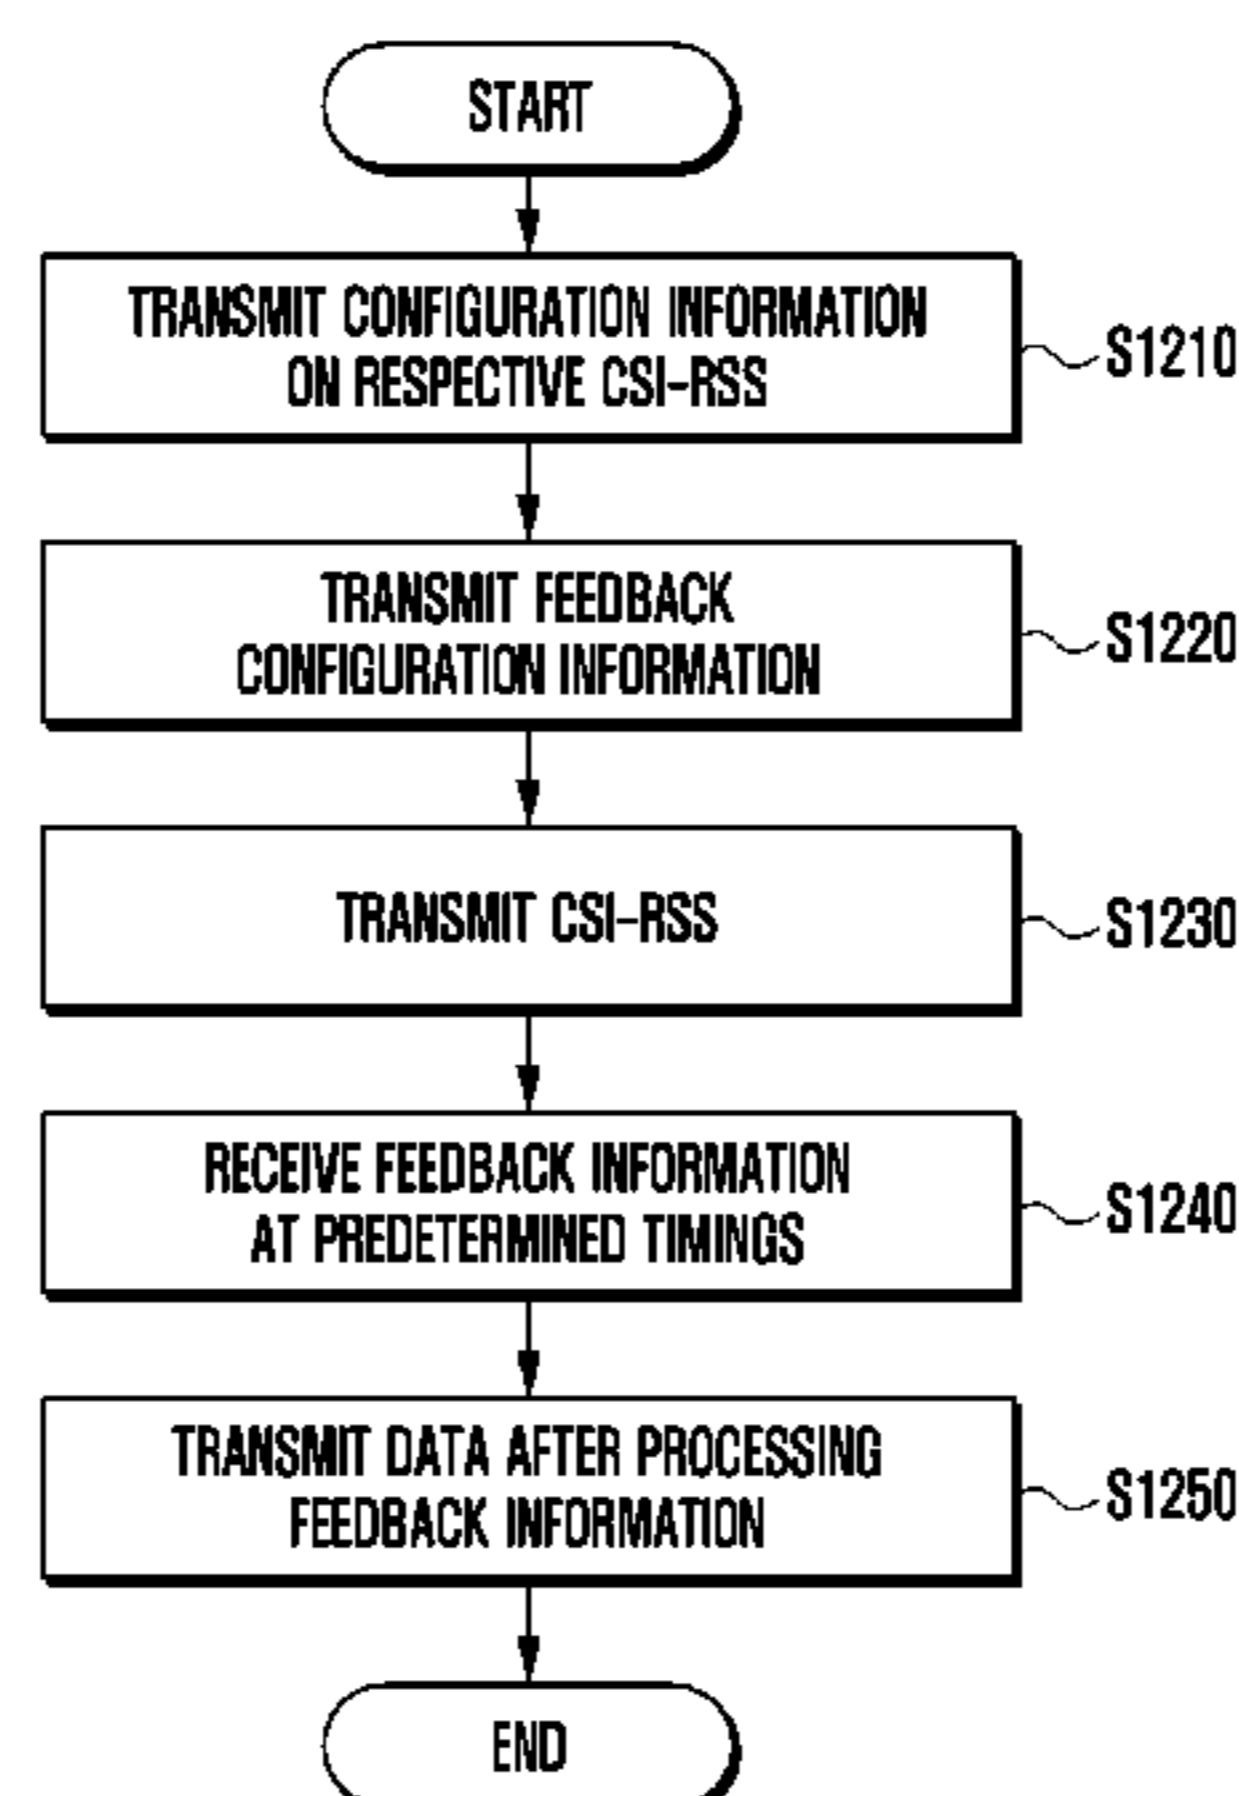 START
TRANSMIT CONFIGURATION INFORMATION
ON RESPECTIVE CSI-RSS
S1210
TRANSMIT FEEDBACK
CONFIGURATION INFORMATION
S1220
TRANSMIT CSI-RSS
S1230
RECEIVE FEEDBACK INFORMATION
AT PREDETERMINED TIMINGS
S1240
TRANSMIT DATA AFTER PROCESSING
FEEDBACK INFORMATION
S1250
END